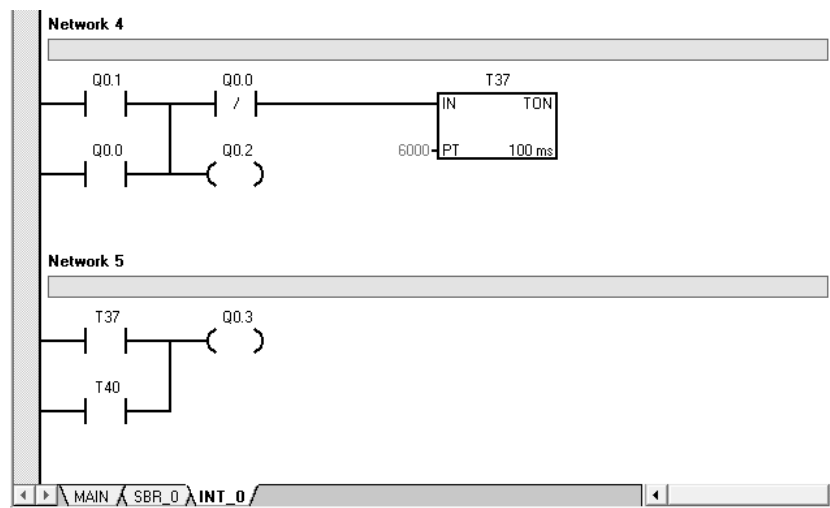 Network 4
Q0.1 Q0.0 T37
/ IN TON
Q0.0 Q0.2 6000 PT 100 ms
Network 5
T37 Q0.3
T40
MAIN SBR_0 INT_0